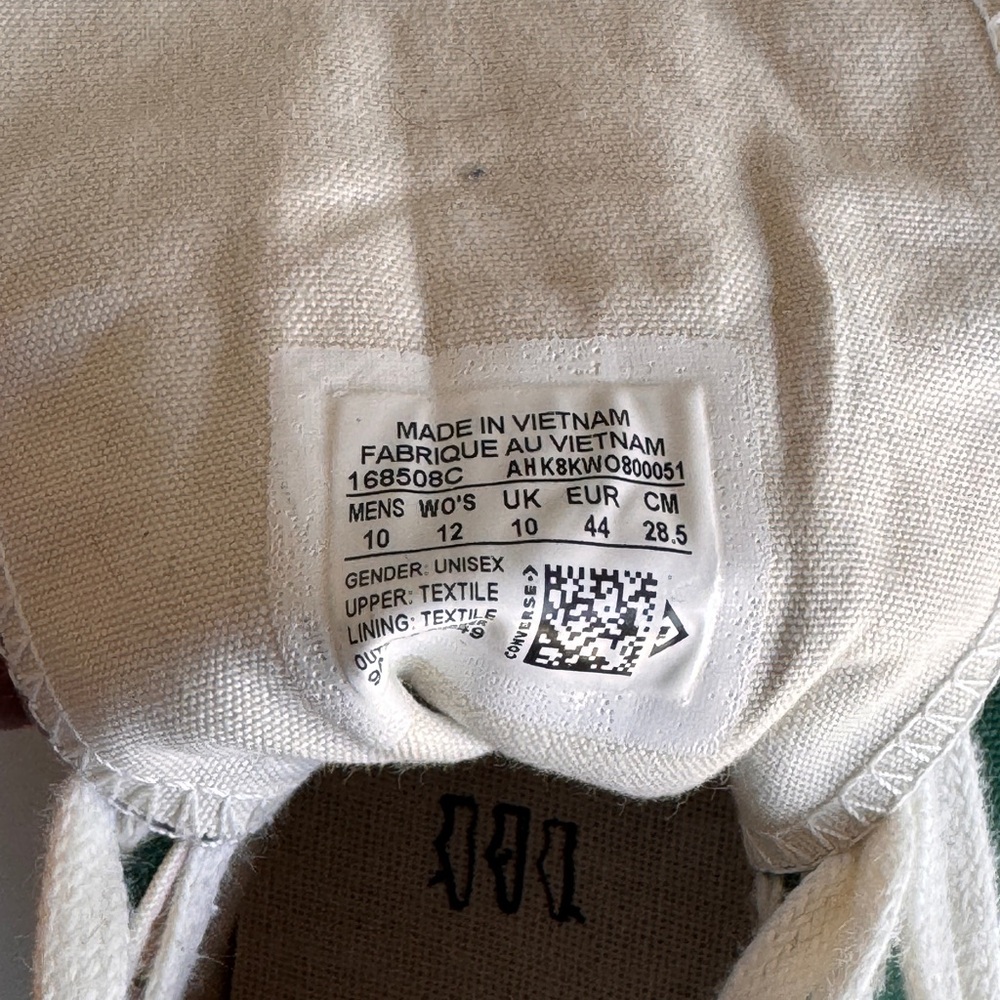 MADE IN VIETNAM
FABRIQUE AU VIETNAM
168508C AHK8KWO800051
MENS WO'S UK EUR CM
10 12 10 44 28.5
GENDER: UNISEX
UPPER: TEXTILE
LINING: TEXTILE
CONVERSE